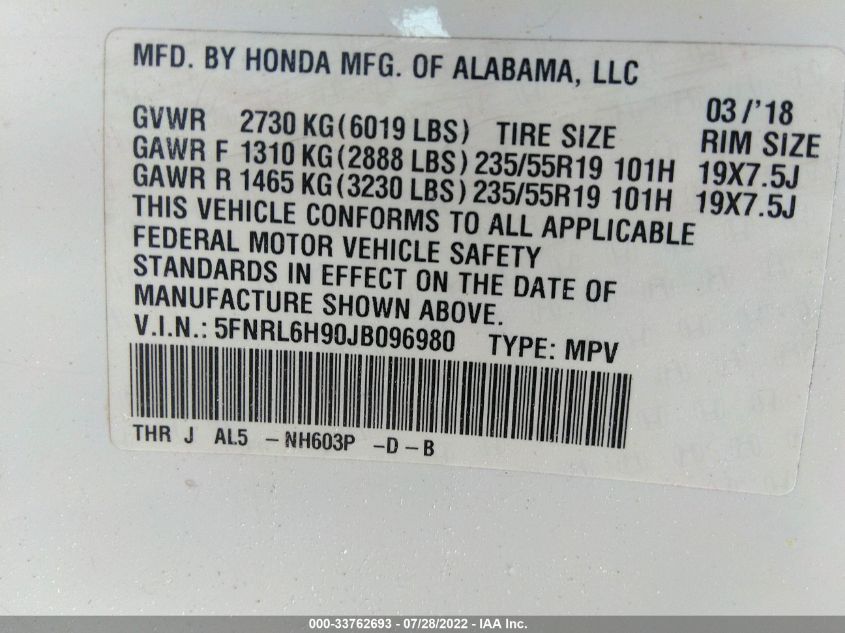 MFD. BY HONDA MFG. OF ALABAMA, LLC
03/'18
GVWR 2730 KG(6019 LBS) TIRE SIZE RIM SIZE
GAWR F 1310 KG(2888 LBS) 235/55R19 101H 19X7.5J
GAWR R 1465 KG(3230 LBS) 235/55R19 101H 19X7.5J
THIS VEHICLE CONFORMS TO ALL APPLICABLE
FEDERAL MOTOR VEHICLE SAFETY
STANDARDS IN EFFECT ON THE DATE OF
MANUFACTURE SHOWN ABOVE.
V.I.N.: 5FNRL6H90JB096980 TYPE: MPV
THR J AL5 -NH603P -D-B
000-33762693 - 07/28/2022 - IAA Inc.